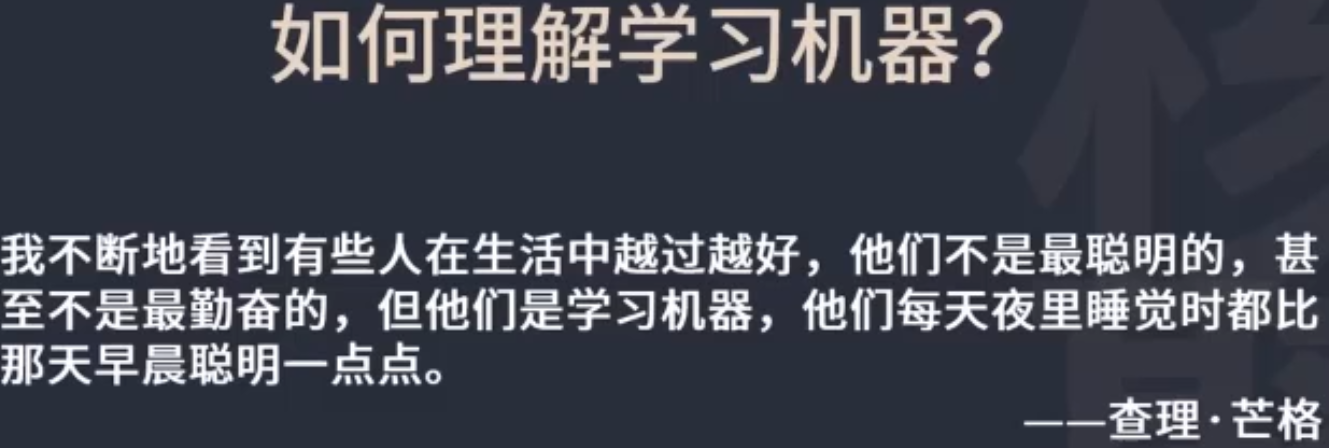 如何理解学习机器？
我不断地看到有些人在生活中越过越好，他们不是最聪明的，甚
至不是最勤奋的，但他们是学习机器，他们每天夜里睡觉时都比
那天早晨聪明一点点。
——查理·芒格